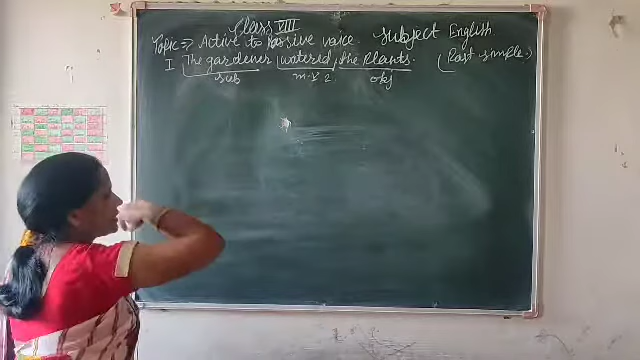 Class VIII
Topic ⇒ Active to Passive voice Subject English
I The gardener watered the Plants. (Past simple.)
sub m.v 2 obj